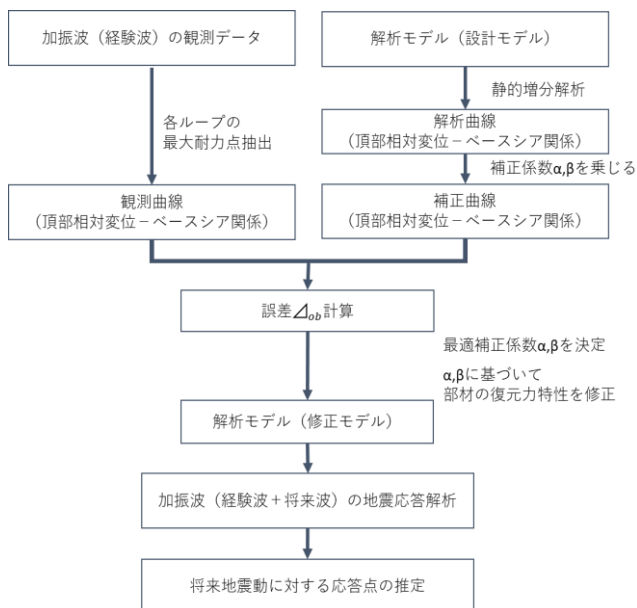 加振波（経験波）の観測データ
解析モデル（設計モデル）
静的増分解析
各ループの
最大耐力点抽出
解析曲線
（頂部相対変位－ベースシア関係）
補正係数α,βを乗じる
観測曲線
（頂部相対変位－ベースシア関係）
補正曲線
（頂部相対変位－ベースシア関係）
誤差⊿ob計算
最適補正係数α,βを決定
α,βに基づいて
部材の復元力特性を修正
解析モデル（修正モデル）
加振波（経験波＋将来波）の地震応答解析
将来地震動に対する応答点の推定